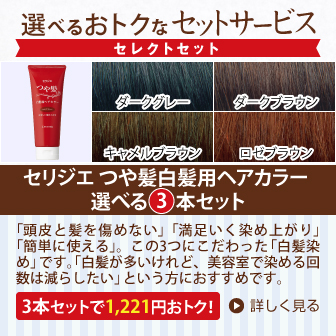 選べるおトクなセットサービス
セレクトセット
つや髪
ダークグレー
ダークブラウン
キャメルブラウン
ロゼブラウン
セリジエ つや髪白髪用ヘアカラー
選べる3本セット
「頭皮と髪を傷めない」「満足いく染め上がり」
「簡単に使える」。この3つにこだわった「白髪染
め」です。「白髪が多いけれど、美容室で染める回
数は減らしたい」という方におすすめです。
3本セットで1,221円おトク!
詳しく見る